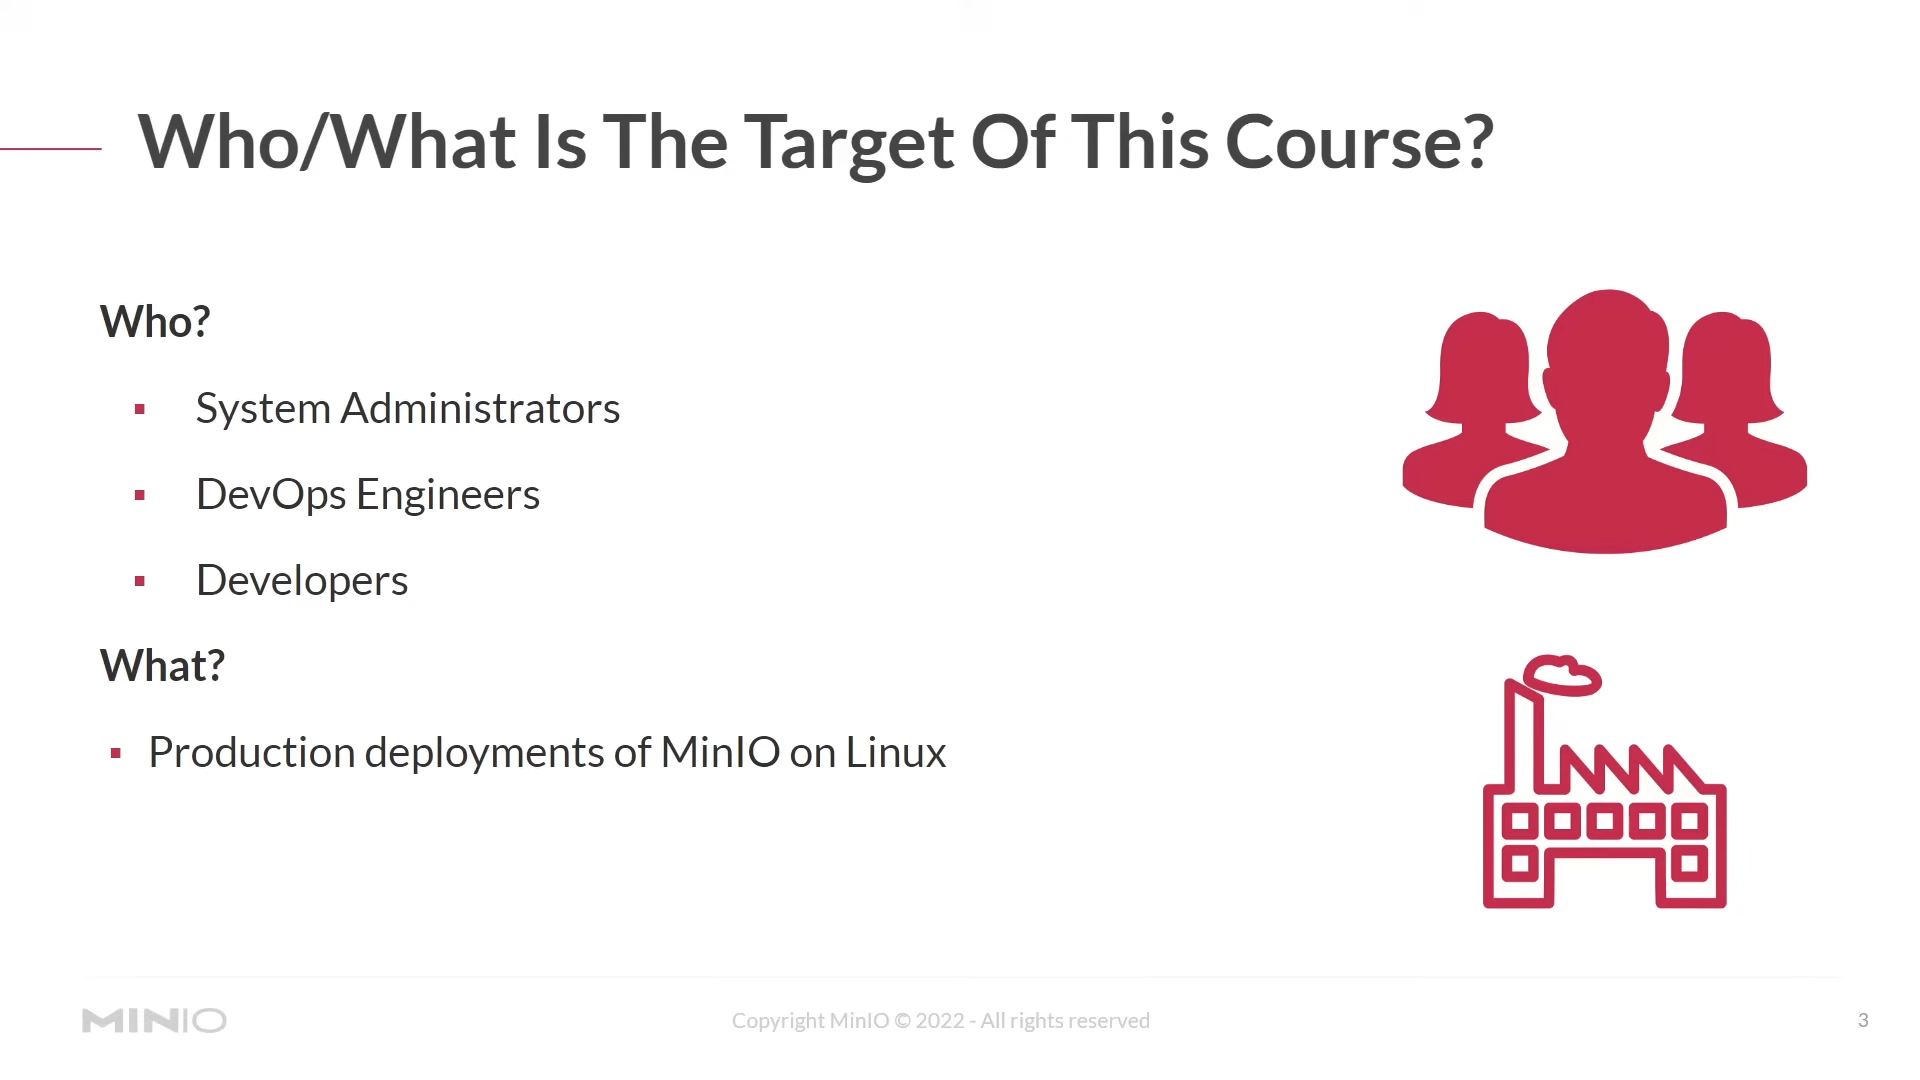 Who/What Is The Target Of This Course?
Who?
▪ System Administrators
▪ DevOps Engineers
▪ Developers
What?
▪ Production deployments of MinIO on Linux
MINIO
Copyright MinIO © 2022 - All rights reserved
3